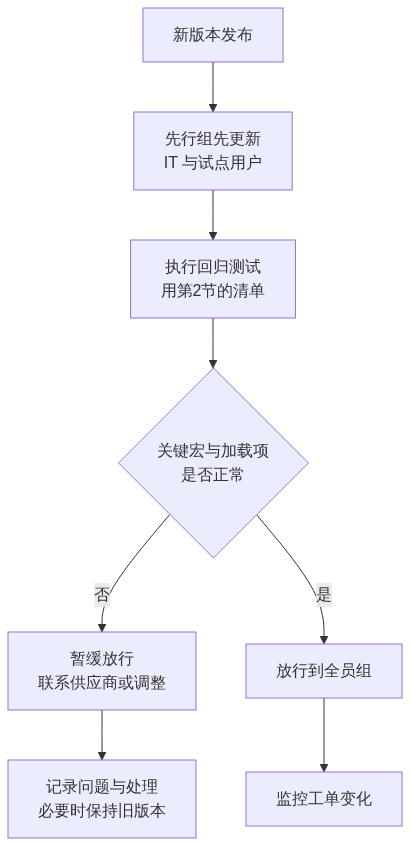 新版本发布
先行组先更新
IT 与试点用户
执行回归测试
用第2节的清单
关键宏与加载项
是否正常
否
是
暂缓放行
联系供应商或调整
放行到全员组
记录问题与处理
必要时保持旧版本
监控工单变化